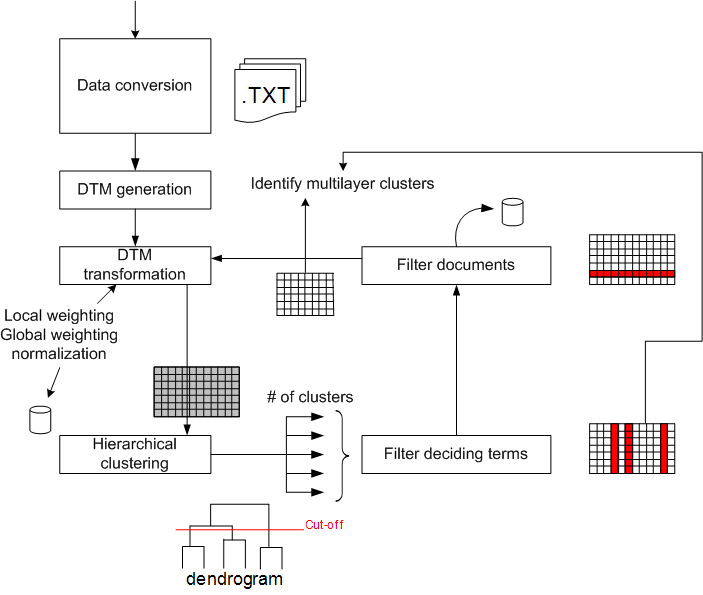 Data conversion
.TXT
DTM generation
Identify multilayer clusters
DTM
transformation
Filter documents
Local weighting
Global weighting
normalization
# of clusters
Hierarchical
clustering
Filter deciding terms
Cut-off
dendrogram